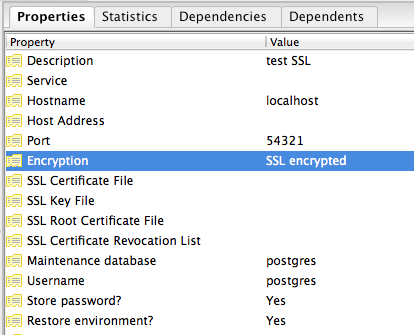 Properties Statistics Dependencies Dependents
Property Value
Description test SSL
Service
Hostname localhost
Host Address
Port 54321
Encryption SSL encrypted
SSL Certificate File
SSL Key File
SSL Root Certificate File
SSL Certificate Revocation List
Maintenance database postgres
Username postgres
Store password? Yes
Restore environment? Yes